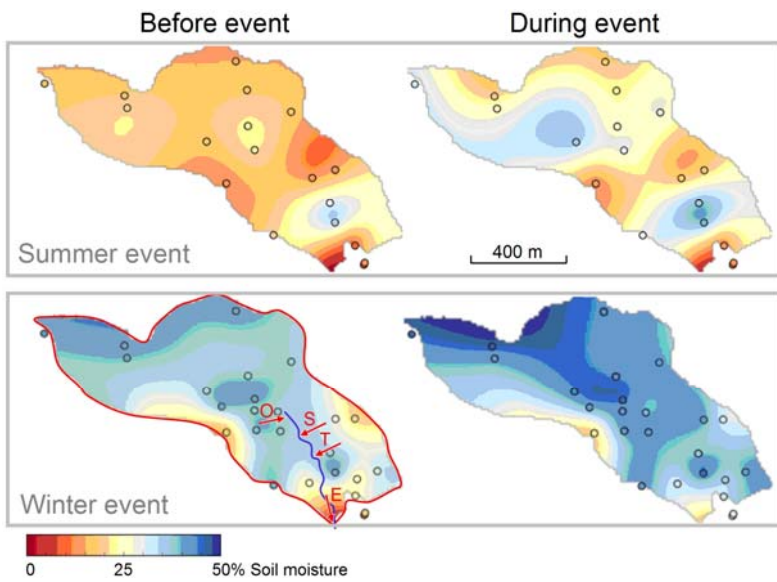 Before event During event
Summer event
400 m
O
S
T
E
Winter event
0 25 50% Soil moisture